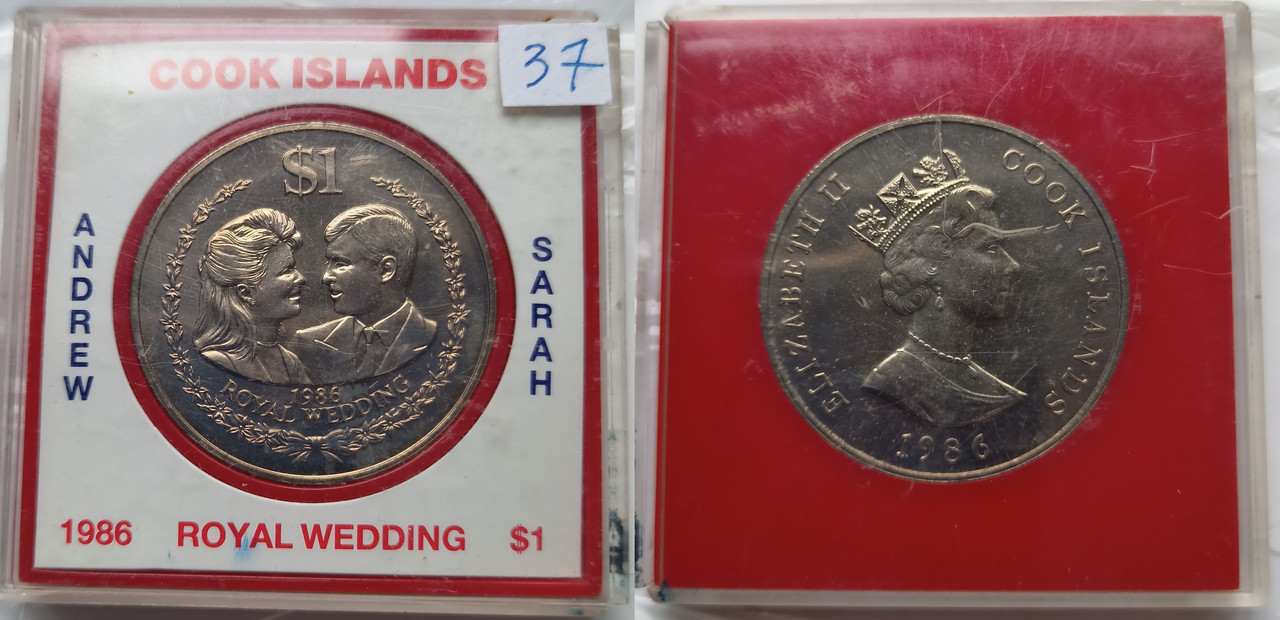 COOK ISLANDS
37
$1
ANDREW
SARAH
1986
ROYAL WEDDING
1986 ROYAL WEDDING $1
ELIZABETH II COOK ISLANDS
1986